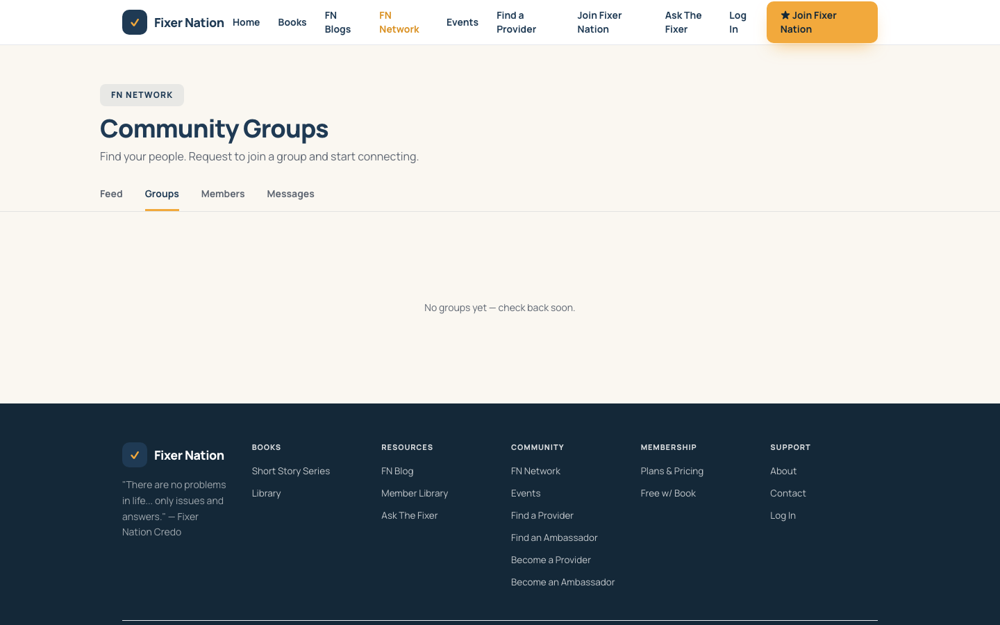 Fixer Nation
Home
Books
FN
Blogs
FN
Network
Events
Find a
Provider
Join Fixer
Nation
Ask The
Fixer
Log
In
★ Join Fixer
Nation
FN NETWORK
Community Groups
Find your people. Request to join a group and start connecting.
Feed
Groups
Members
Messages
No groups yet — check back soon.
Fixer Nation
"There are no problems
in life... only issues and
answers." — Fixer
Nation Credo
BOOKS
Short Story Series
Library
RESOURCES
FN Blog
Member Library
Ask The Fixer
COMMUNITY
FN Network
Events
Find a Provider
Find an Ambassador
Become a Provider
Become an Ambassador
MEMBERSHIP
Plans & Pricing
Free w/ Book
SUPPORT
About
Contact
Log In